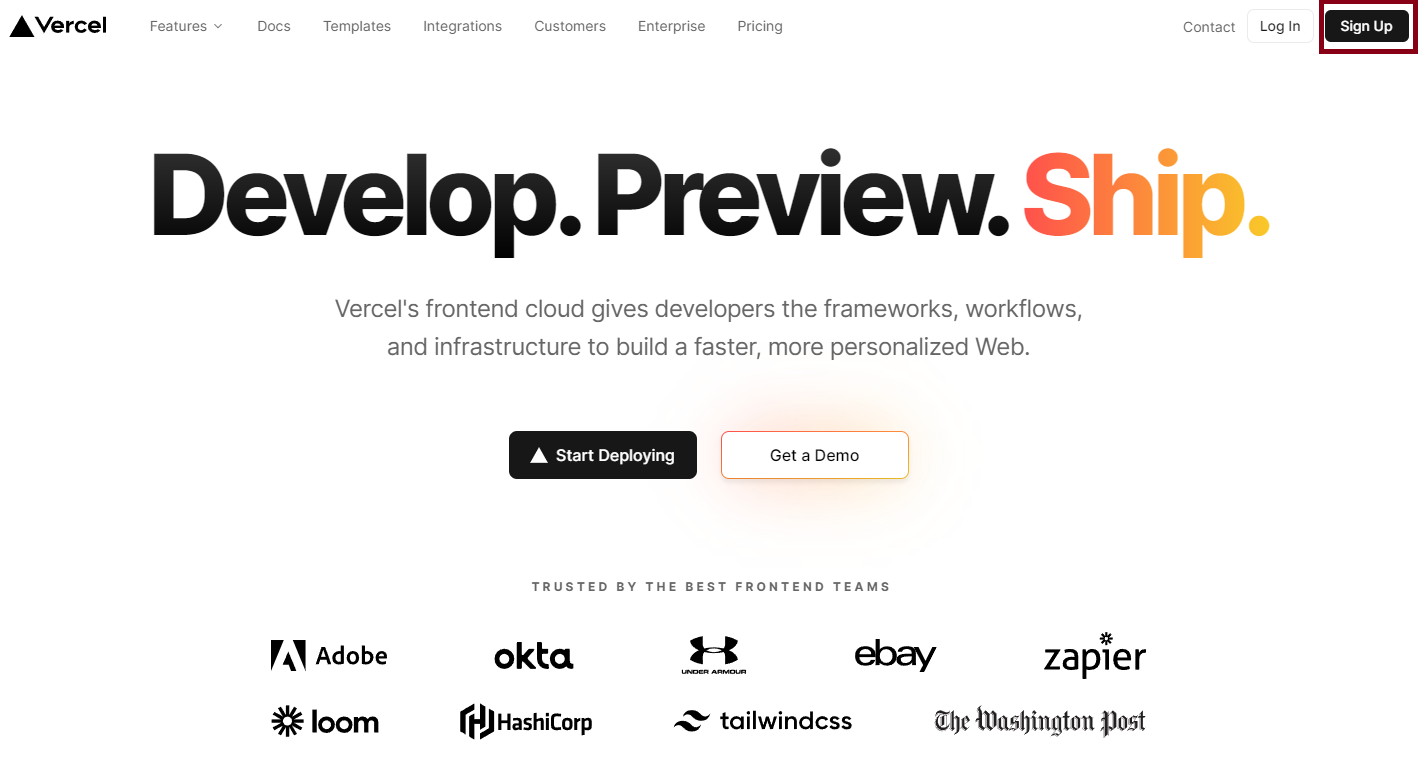 Vercel
Features Docs Templates Integrations Customers Enterprise Pricing Contact Log In Sign Up
Develop. Preview. Ship.
Vercel's frontend cloud gives developers the frameworks, workflows,
and infrastructure to build a faster, more personalized Web.
Start Deploying Get a Demo
TRUSTED BY THE BEST FRONTEND TEAMS
Adobe okta UNDER ARMOUR ebay zapier
loom HashiCorp tailwindcss The Washington Post